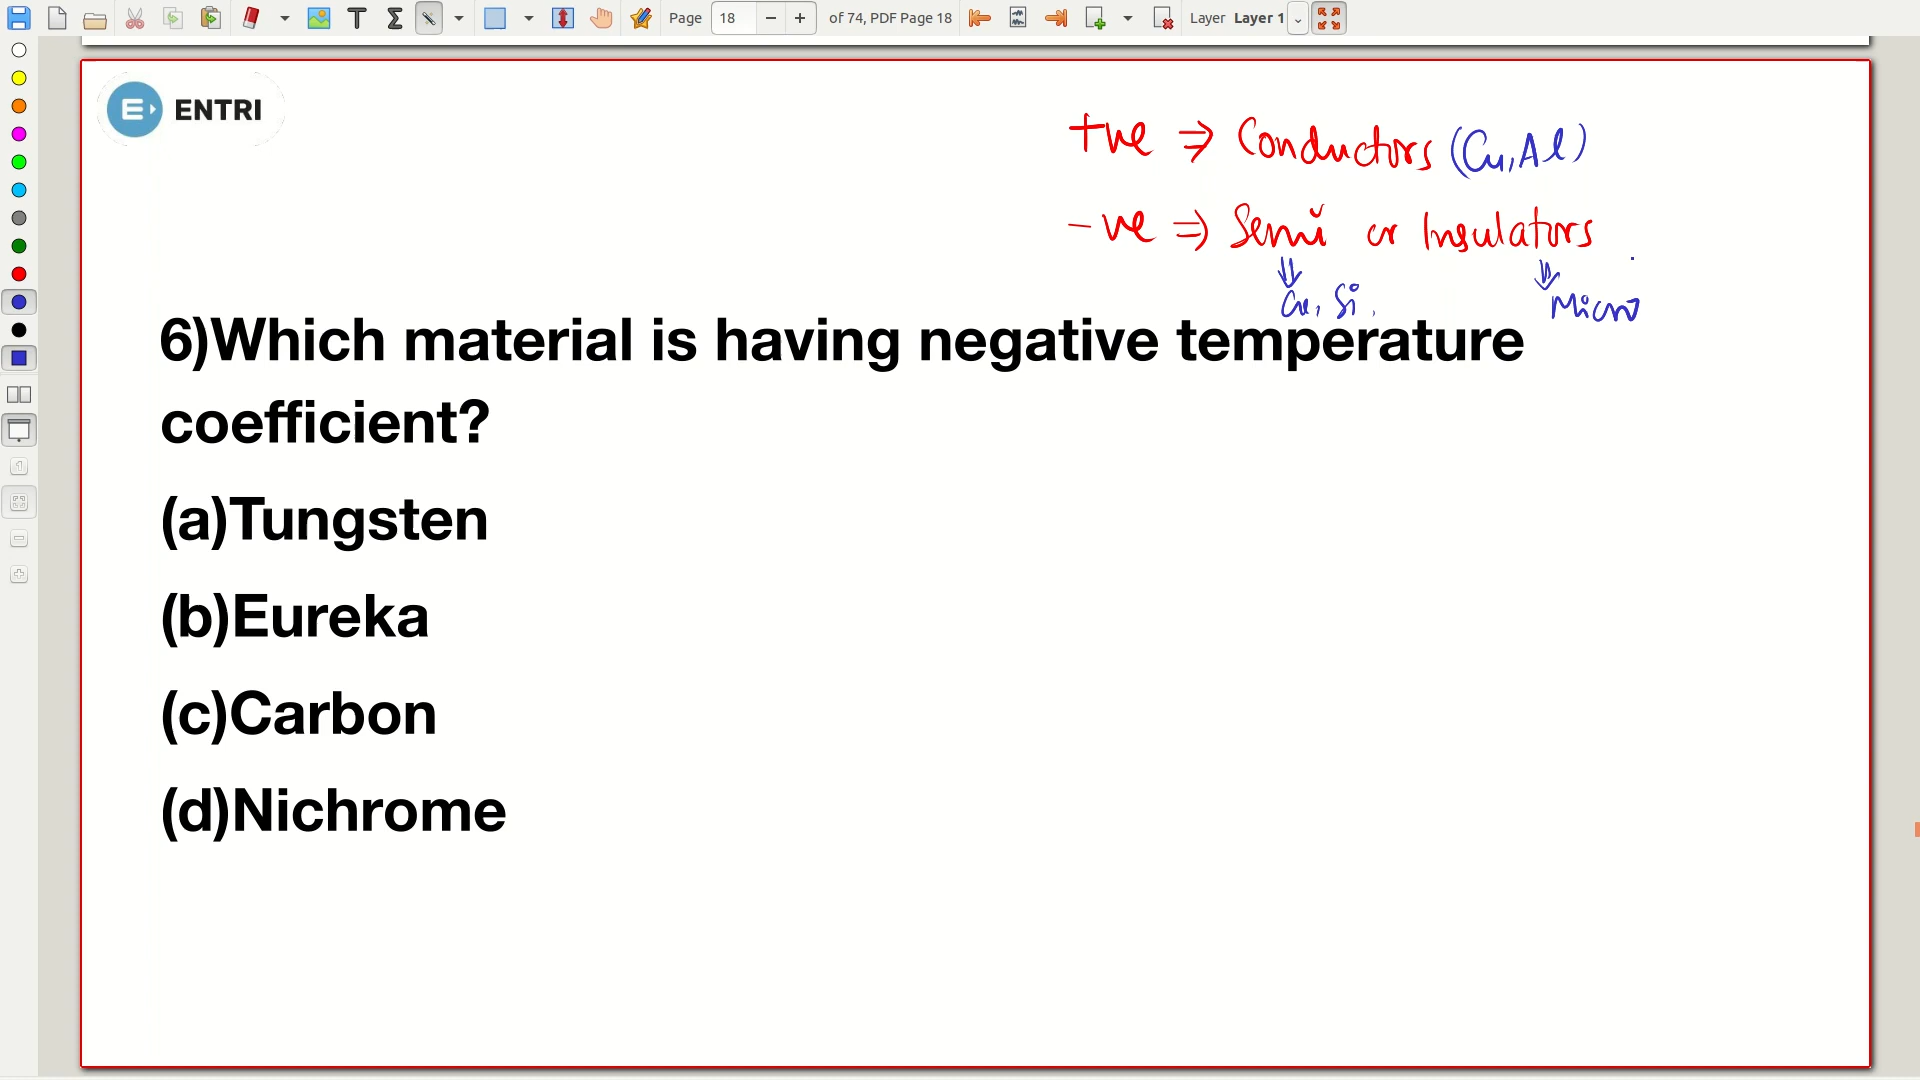 Page 18 of 74, PDF Page 18 Layer Layer 1
E ENTRI
+ve ⇒ Conductors (Cu, Al)
-ve ⇒ Semi or Insulators
Ge, Si,
6)Which material is having negative temperature
coefficient?
(a)Tungsten
(b)Eureka
(c)Carbon
(d)Nichrome